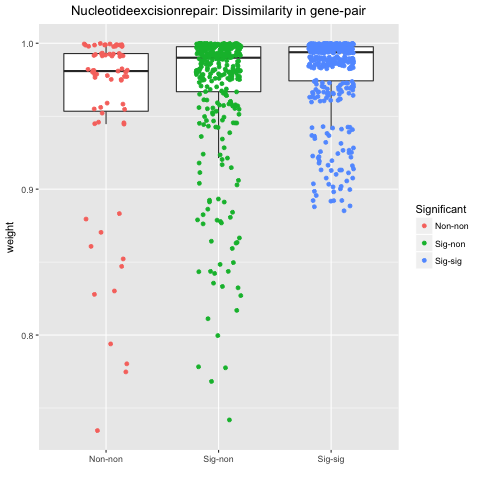 Nucleotideexcisionrepair: Dissimilarity in gene-pair
1.0
0.9
0.8
weight
Non-non
Sig-non
Sig-sig
Significant
Non-non
Sig-non
Sig-sig